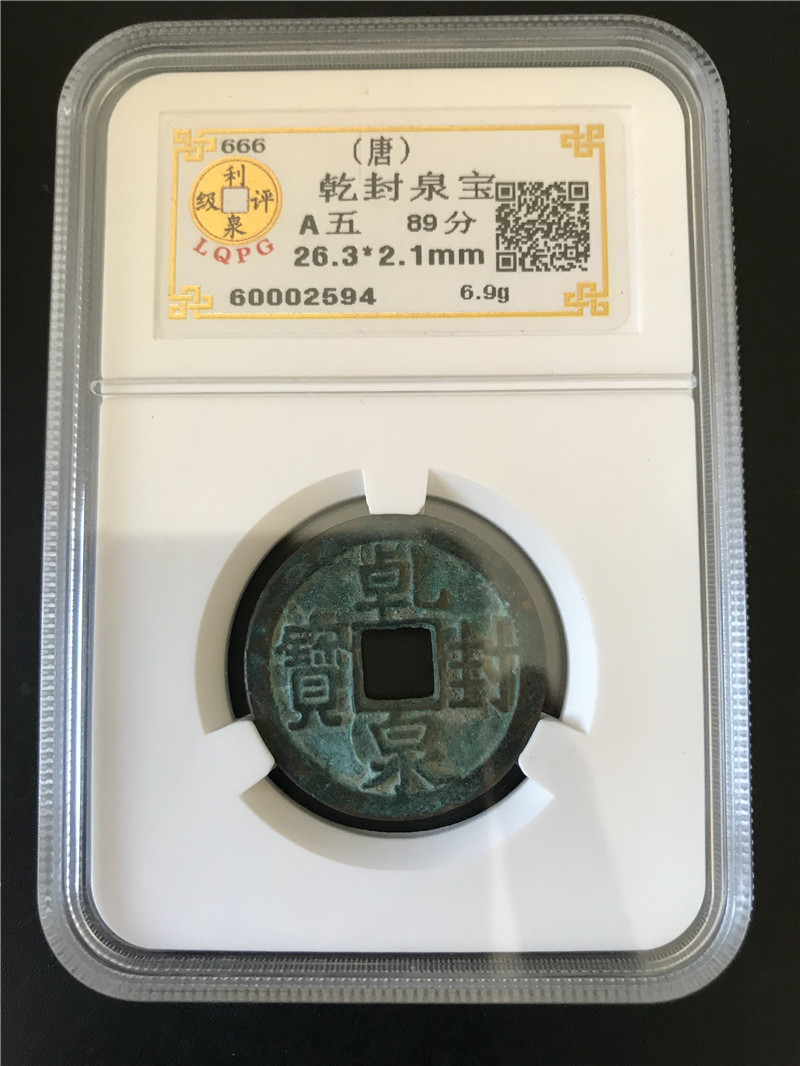 666
(唐)
利泉评级
LQPG
乾封泉宝
A五 89分
26.3*2.1mm
60002594
6.9g
乾封泉寶